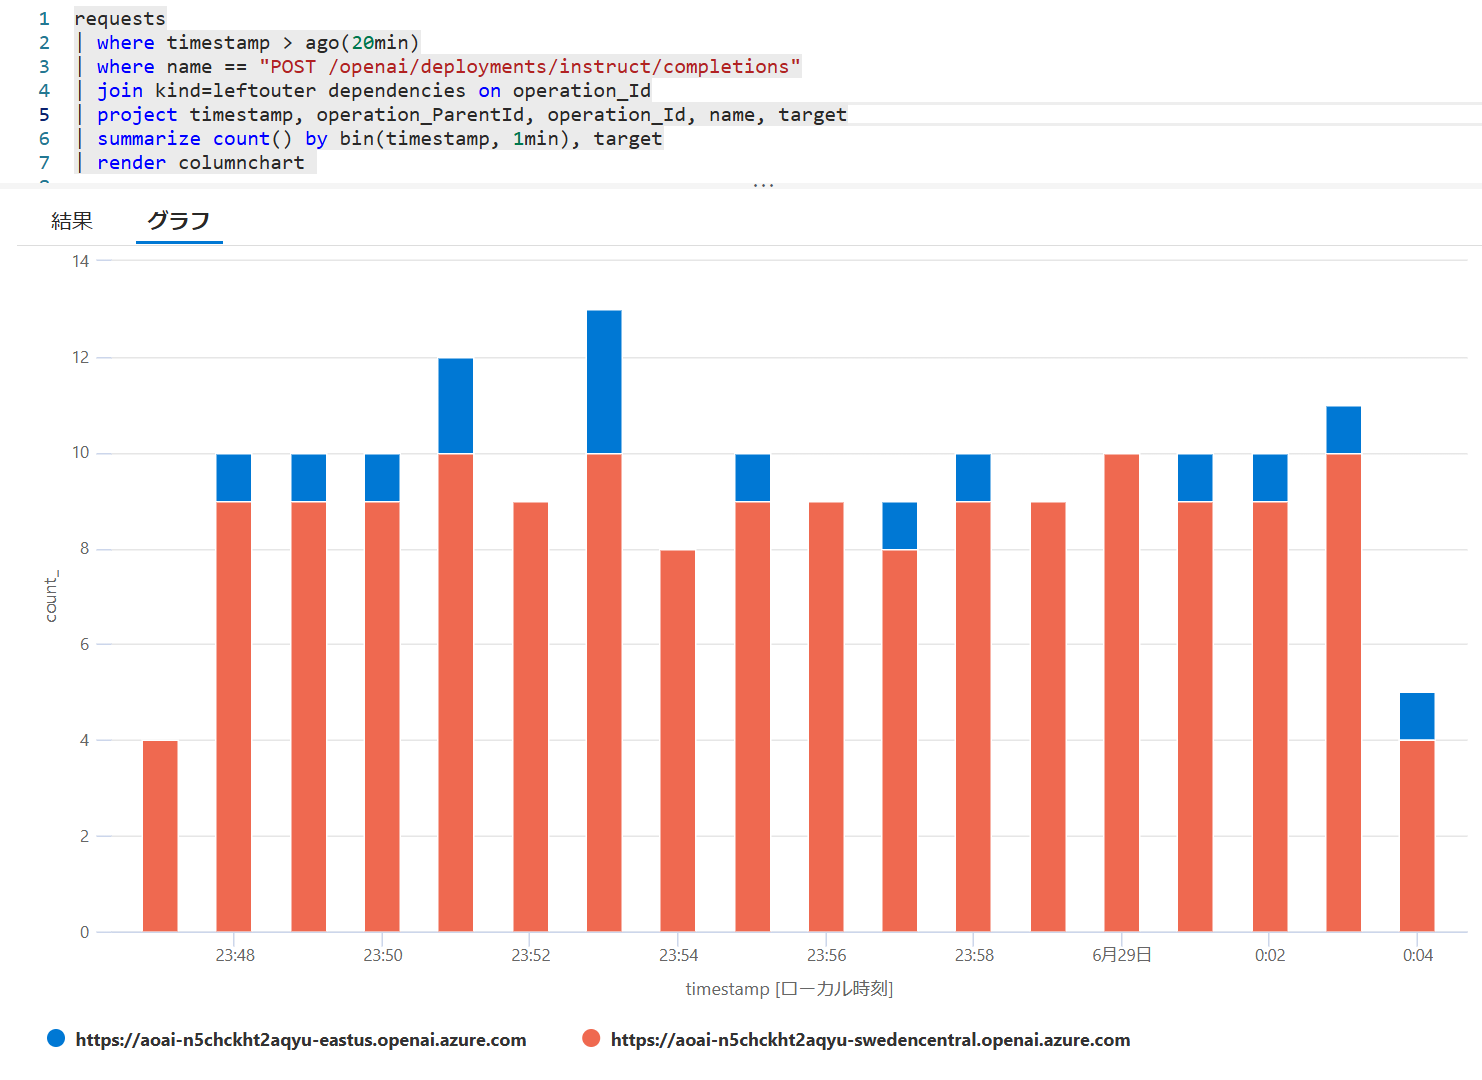 1 requests
2 | where timestamp > ago(20min)
3 | where name == "POST /openai/deployments/instruct/completions"
4 | join kind=leftouter dependencies on operation_Id
5 | project timestamp, operation_ParentId, operation_Id, name, target
6 | summarize count() by bin(timestamp, 1min), target
7 | render columnchart
...
結果 グラフ
14
12
10
8
6
4
2
0
count_
23:48 23:50 23:52 23:54 23:56 23:58 6月29日 0:02 0:04
timestamp [ローカル時刻]
https://aoai-n5chckht2aqyu-eastus.openai.azure.com https://aoai-n5chckht2aqyu-swedencentral.openai.azure.com